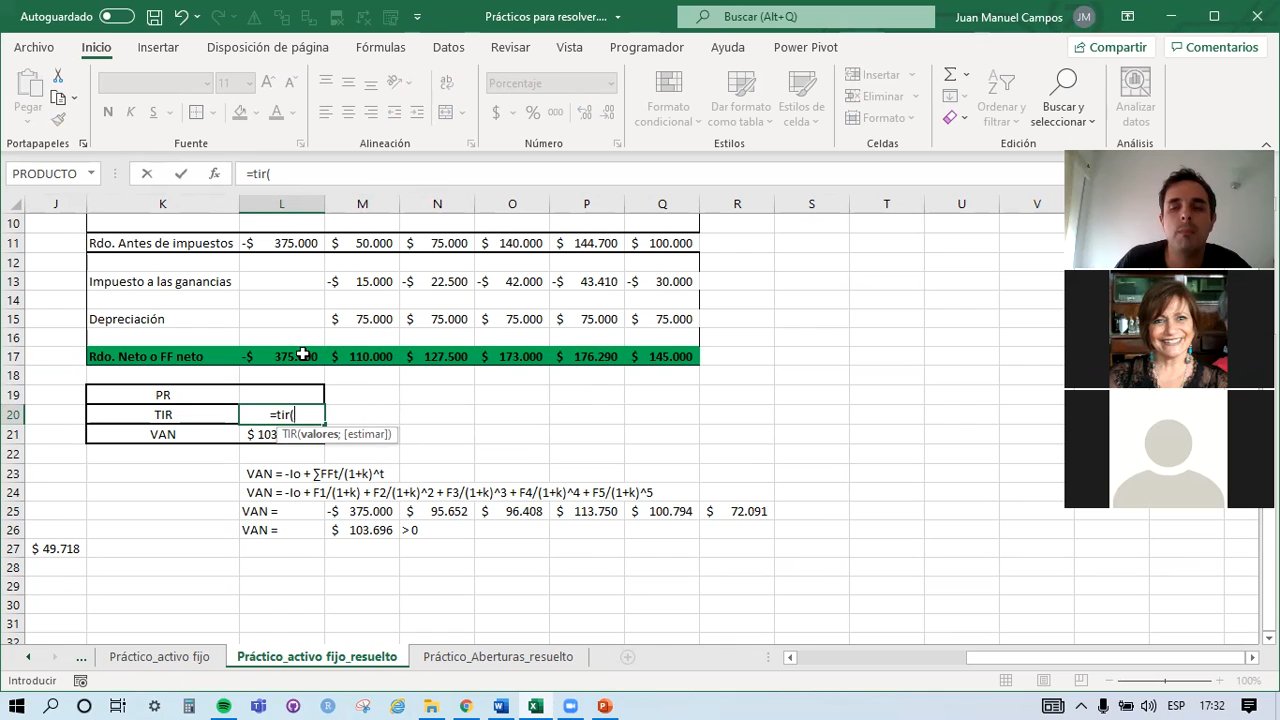 Autoguardado
Prácticos para resolver....
Buscar (Alt+Q)
Juan Manuel Campos
JM
Archivo Inicio Insertar Disposición de página Fórmulas Datos Revisar Vista Programador Ayuda Power Pivot
Compartir
Comentarios
Pegar
11
N K S
Porcentaje
$ % 000
Formato condicional
Dar formato como tabla
Estilos de celda
Insertar
Eliminar
Formato
Ordenar y filtrar
Buscar y seleccionar
Analizar datos
Portapapeles Fuente Alineación Número Estilos Celdas Edición Análisis
PRODUCTO
=tir(
J K L M N O P Q R S T U V
10
11 Rdo. Antes de impuestos -$ 375.000 $ 50.000 $ 75.000 $ 140.000 $ 144.700 $ 100.000
12
13 Impuesto a las ganancias -$ 15.000 -$ 22.500 -$ 42.000 -$ 43.410 -$ 30.000
14
15 Depreciación $ 75.000 $ 75.000 $ 75.000 $ 75.000 $ 75.000
16
17 Rdo. Neto o FF neto -$ 375. 0 $ 110.000 $ 127.500 $ 173.000 $ 176.290 $ 145.000
18
19 PR
20 TIR =tir(
21 VAN $ 103
TIR(valores; [estimar])
22
23 VAN = -Io + ∑FFt/(1+k)^t
24 VAN = -Io + F1/(1+k) + F2/(1+k)^2 + F3/(1+k)^3 + F4/(1+k)^4 + F5/(1+k)^5
25 VAN = -$ 375.000 $ 95.652 $ 96.408 $ 113.750 $ 100.794 $ 72.091
26 VAN = $ 103.696 > 0
27 $ 49.718
28
29
30
31
32
... Práctico_activo fijo Práctico_activo fijo_resuelto Práctico_Aberturas_resuelto
Introducir
100%
ESP 17:32